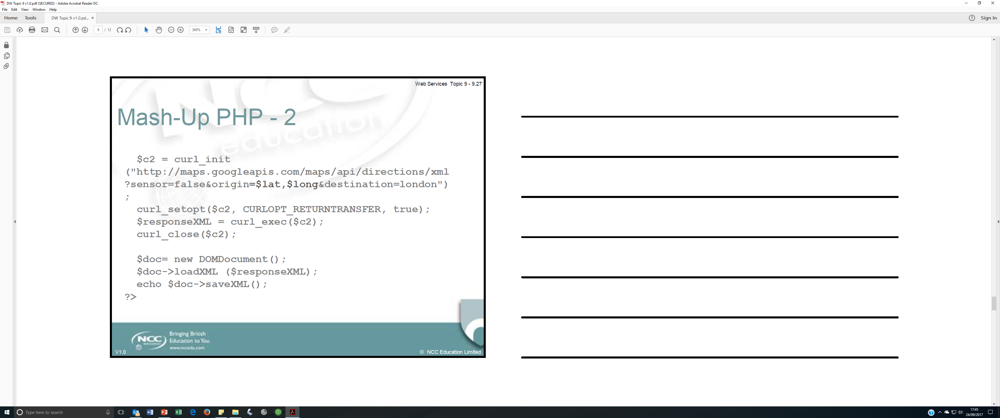 DW Topic 9 v1.0.pdf (SECURED) - Adobe Acrobat Reader DC
File Edit View Window Help
Home Tools DW Topic 9 v1.0.pd... × Sign In
9 / 12 369%
Web Services Topic 9 - 9.27
Mash-Up PHP - 2
NCC
education
$c2 = curl_init
("http://maps.googleapis.com/maps/api/directions/xml
?sensor=false&origin=$lat,$long&destination=london")
;
curl_setopt($c2, CURLOPT_RETURNTRANSFER, true);
$responseXML = curl_exec($c2);
curl_close($c2);
$doc= new DOMDocument();
$doc->loadXML ($responseXML);
echo $doc->saveXML();
?>
NCC
education
Bringing British
Education to You
www.nccedu.com
V1.0
© NCC Education Limited
Type here to search
17:45
24/09/2017